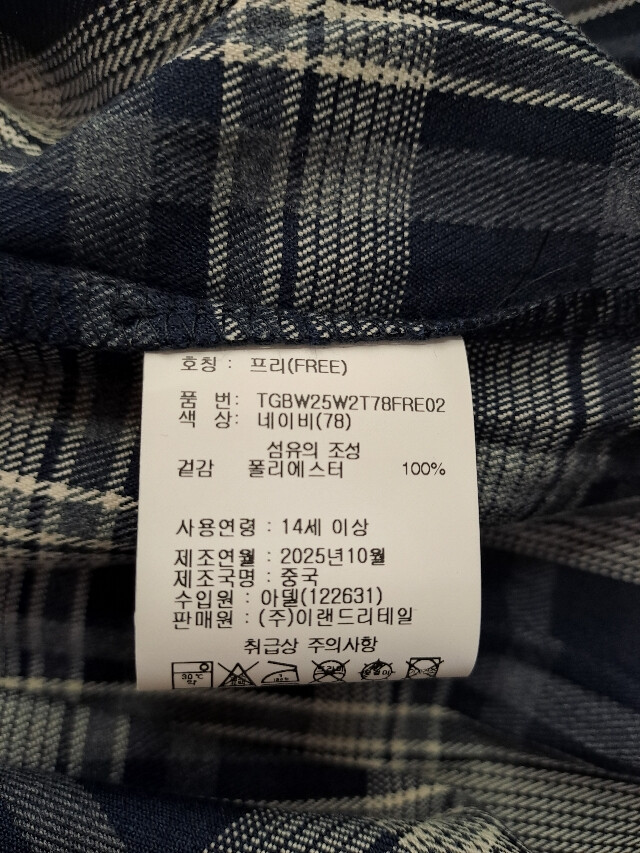 호칭 : 프리(FREE)
품 번: TGBW25W2T78FRE02
색 상: 네이비(78)
섬유의 조성
겉감 폴리에스터 100%
사용연령 : 14세 이상
제조연월 : 2025년10월
제조국명 : 중국
수입원 : 아델(122631)
판매원 : (주)이랜드리테일
취급상 주의사항
30℃